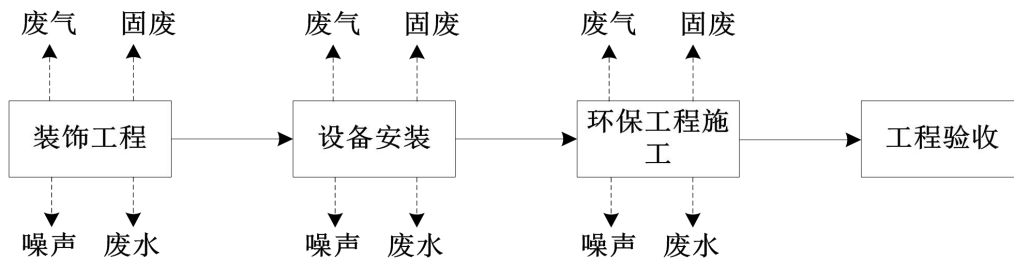 废气 固废 废气 固废 废气 固废
装饰工程 设备安装 环保工程施
工 工程验收
噪声 废水 噪声 废水 噪声 废水